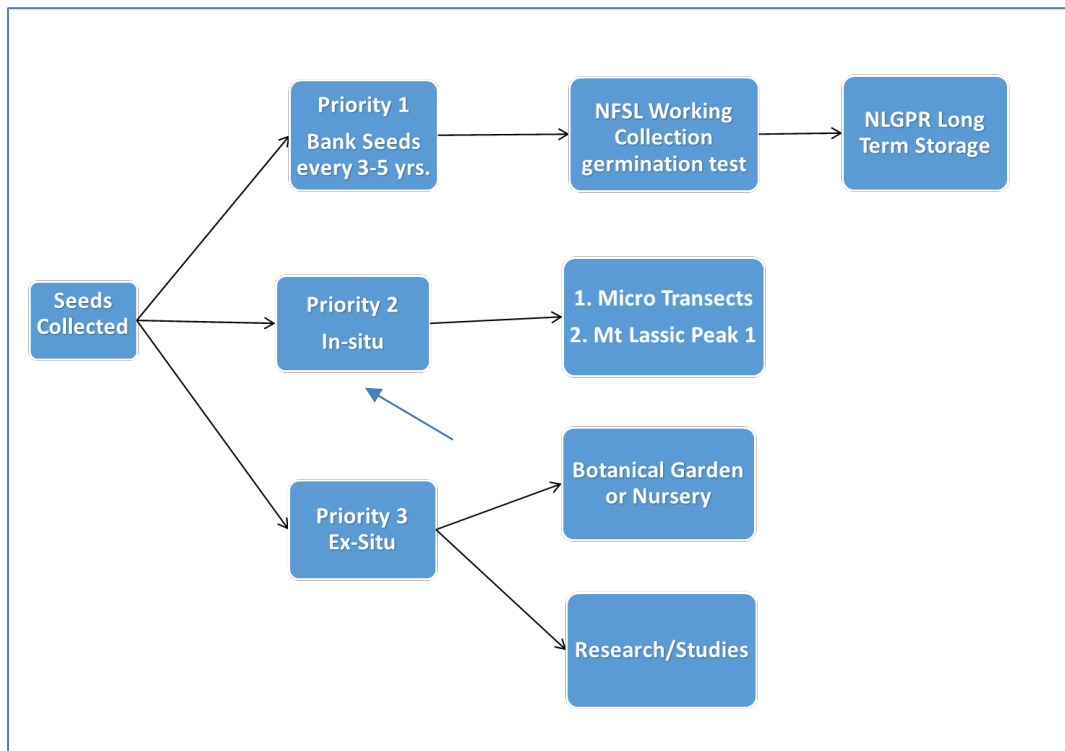 Seeds
Collected
Priority 1
Bank Seeds
every 3-5 yrs.
NFSL Working
Collection
germination test
NLGPR Long
Term Storage
Priority 2
In-situ
1. Micro Transects
2. Mt Lassic Peak 1
Priority 3
Ex-Situ
Botanical Garden
or Nursery
Research/Studies